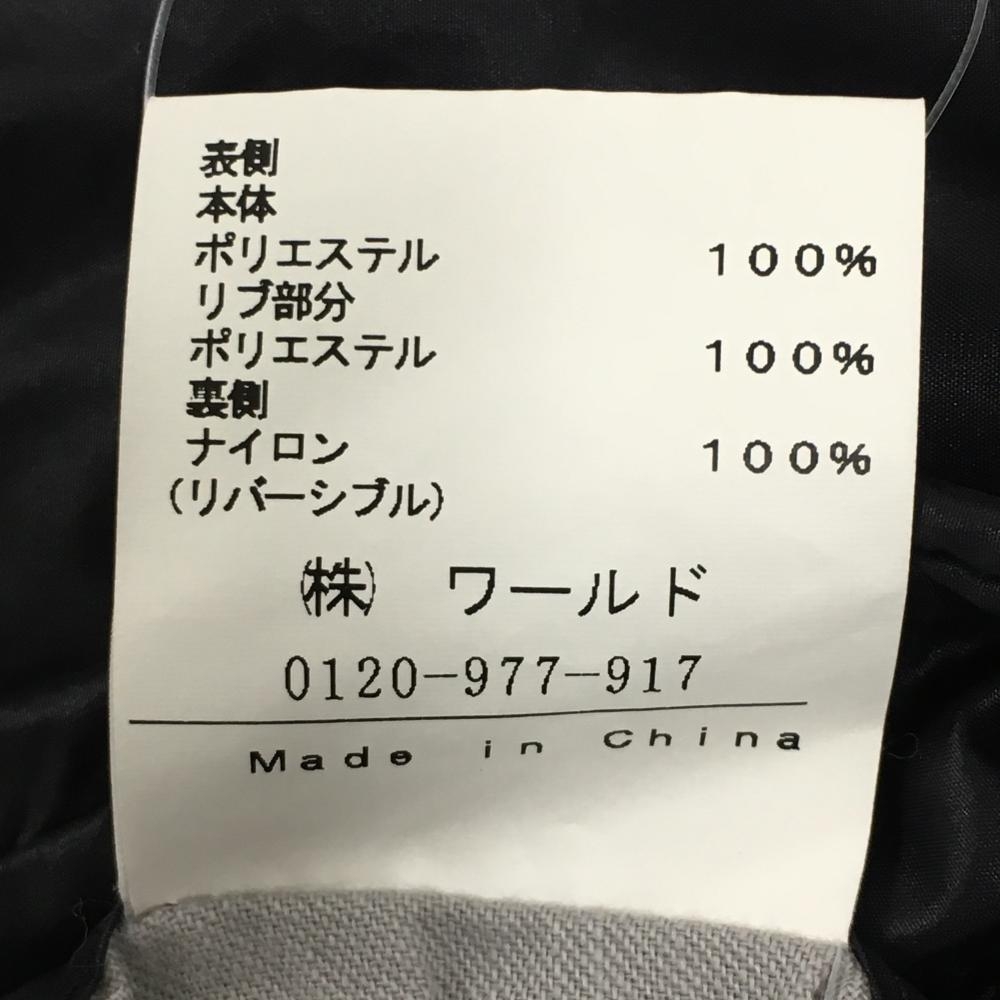 表側
本体
ポリエステル 100%
リブ部分
ポリエステル 100%
裏側
ナイロン 100%
(リバーシブル)
㈱ ワールド
0120-977-917
Made in China